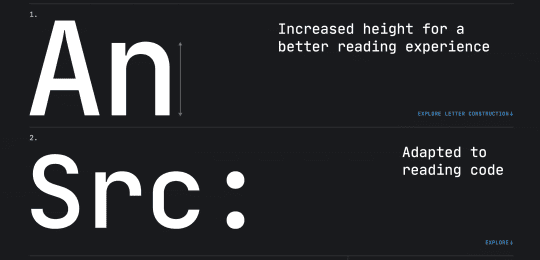 1.
An
Increased height for a
better reading experience
EXPLORE LETTER CONSTRUCTION↓
2.
Src:
Adapted to
reading code
EXPLORE↓